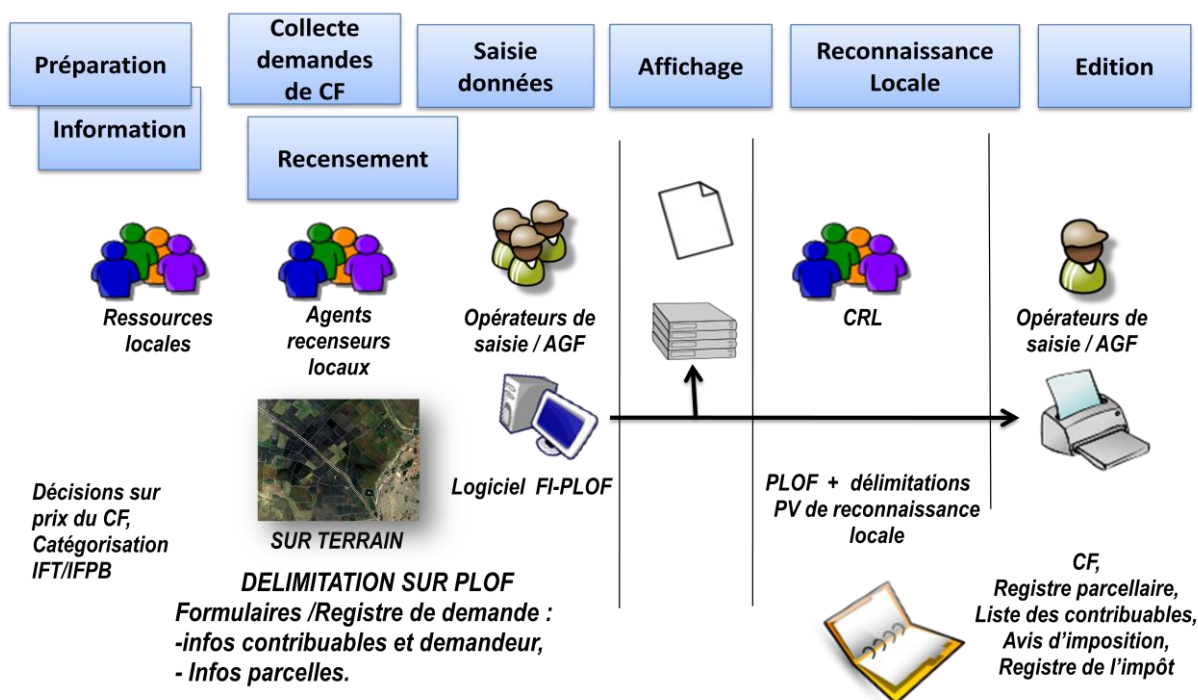 Préparation
Information
Collecte
demandes
de CF
Recensement
Saisie
données
Affichage
Reconnaissance
Locale
Edition
Ressources
locales
Agents
recenseurs
locaux
Opérateurs de
saisie / AGF
CRL
Opérateurs de
saisie / AGF
Décisions sur
prix du CF,
Catégorisation
IFT/IFPB
SUR TERRAIN
Logiciel FI-PLOF
PLOF + délimitations
PV de reconnaissance
locale
DELIMITATION SUR PLOF
Formulaires /Registre de demande :
-infos contribuables et demandeur,
- Infos parcelles.
CF,
Registre parcellaire,
Liste des contribuables,
Avis d’imposition,
Registre de l’impôt